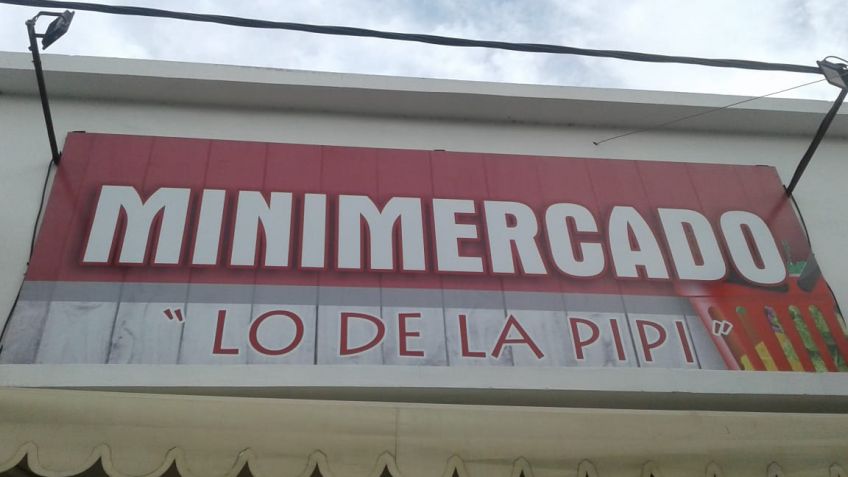 MINIMERCADO
"LO DE LA PIPI"